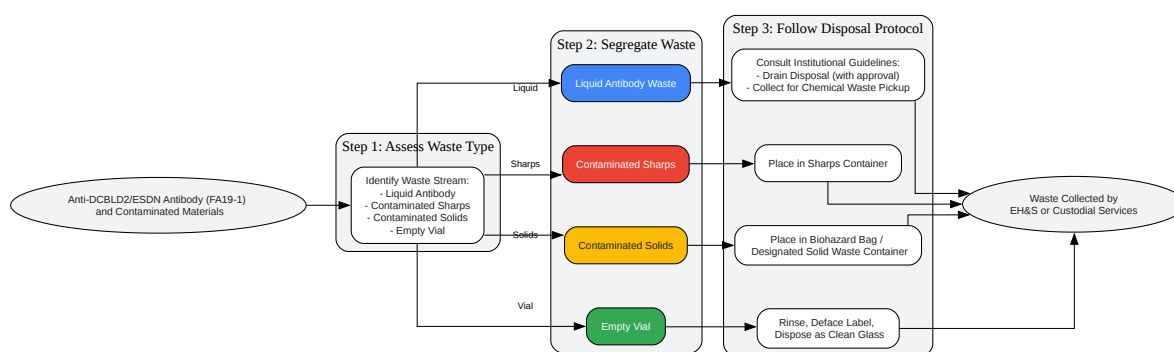 Anti-DCBLD2/ESDN Antibody (FA19-1)
and Contaminated Materials
Step 1: Assess Waste Type
Identify Waste Stream:
- Liquid Antibody
- Contaminated Sharps
- Contaminated Solids
- Empty Vial
Liquid
Sharps
Solids
Vial
Step 2: Segregate Waste
Liquid Antibody Waste
Contaminated Sharps
Contaminated Solids
Empty Vial
Step 3: Follow Disposal Protocol
Consult Institutional Guidelines:
- Drain Disposal (with approval)
- Collect for Chemical Waste Pickup
Place in Sharps Container
Place in Biohazard Bag /
Designated Solid Waste Container
Rinse, Deface Label,
Dispose as Clean Glass
Waste Collected by
EH&S or Custodial Services